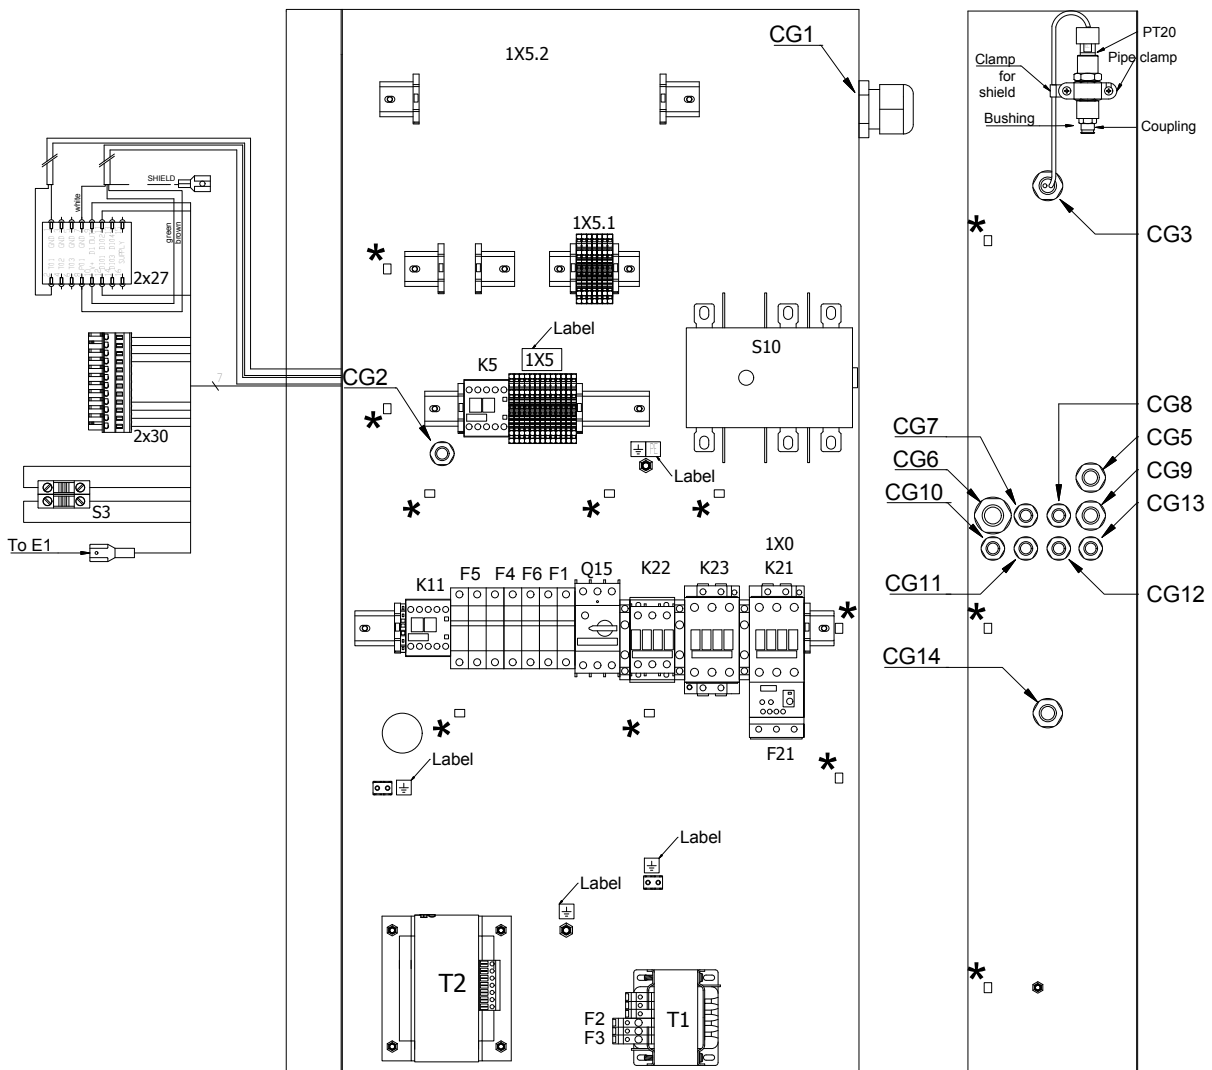 1X5.2
CG1
PT20
Clamp for shield
Pipe clamp
Bushing
Coupling
SHIELD
white
green
brown
2x27
1X5.1
*
*
CG3
Label
S10
K5
1X5
7
CG2
*
2x30
CG8
CG7
CG5
CG6
CG9
CG10
CG13
Label
S3
*
*
*
To E1
1X0
K11
F5
F4
F6
F1
Q15
K22
K23
K21
CG11
CG12
*
*
CG14
*
*
F21
*
Label
Label
Label
*
T2
F2
F3
T1